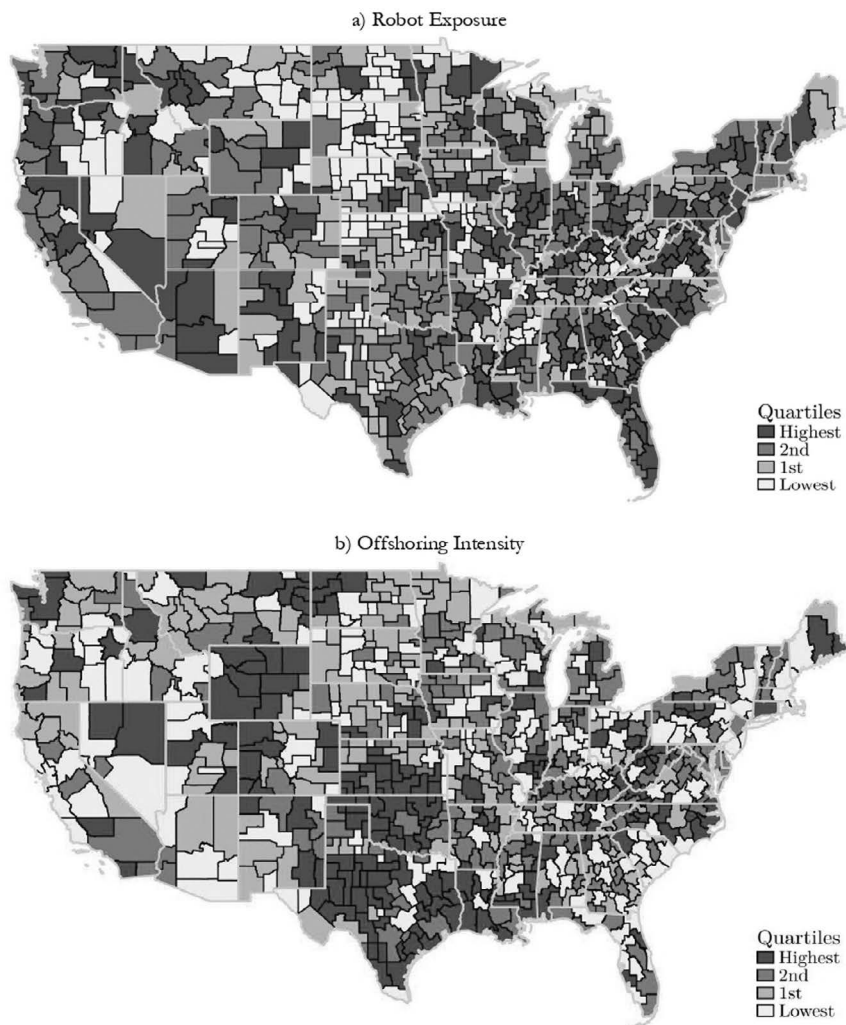 a) Robot Exposure
Quartiles
Highest
2nd
1st
Lowest
b) Offshoring Intensity
Quartiles
Highest
2nd
1st
Lowest